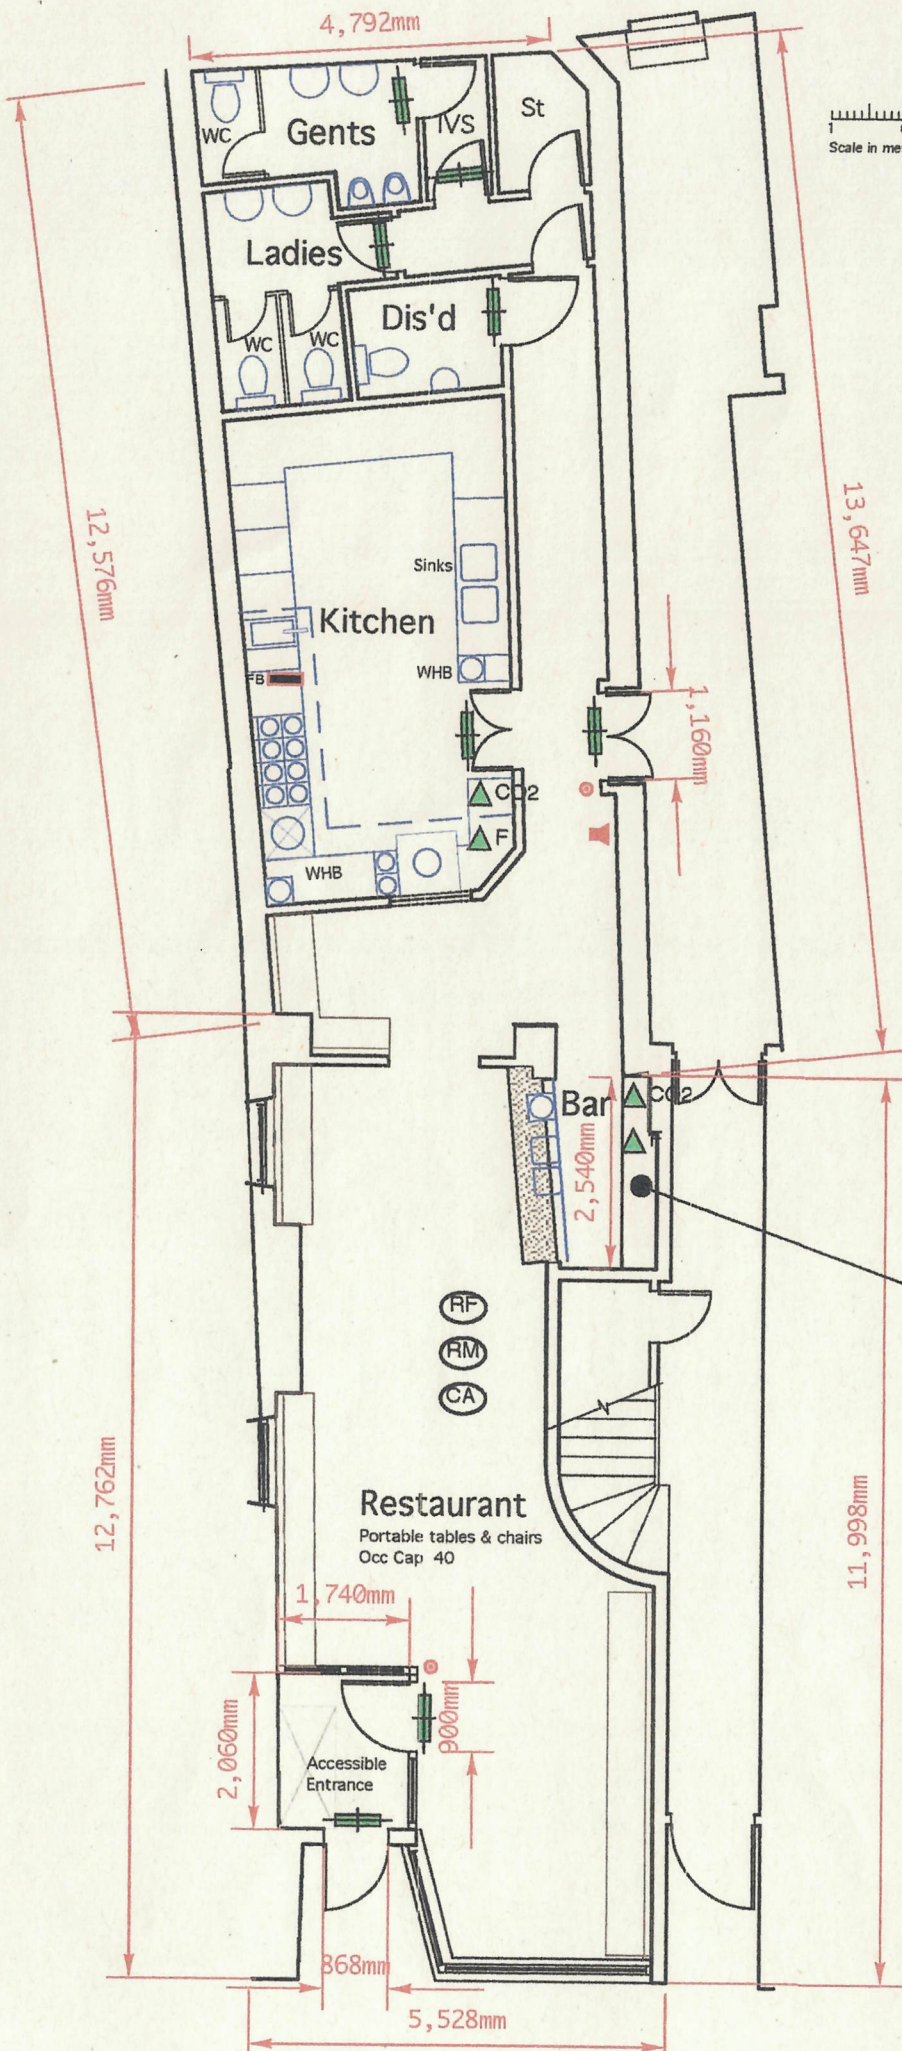 4,792mm
St
IVS
WC
Gents
Scale in me
1
Ladies
Dis'd
WC
WC
12,576mm
13,647mm
Sinks
Kitchen
WHB
FB
1,160mm
CO2
F
WHB
Bar
CO2
2,540mm
RF
RM
CA
N
12,762mm
11,998mm
Restaurant
Portable tables & chairs
Occ Cap 40
1,740mm
2,060mm
900mm
Accessible
Entrance
868mm
5,528mm